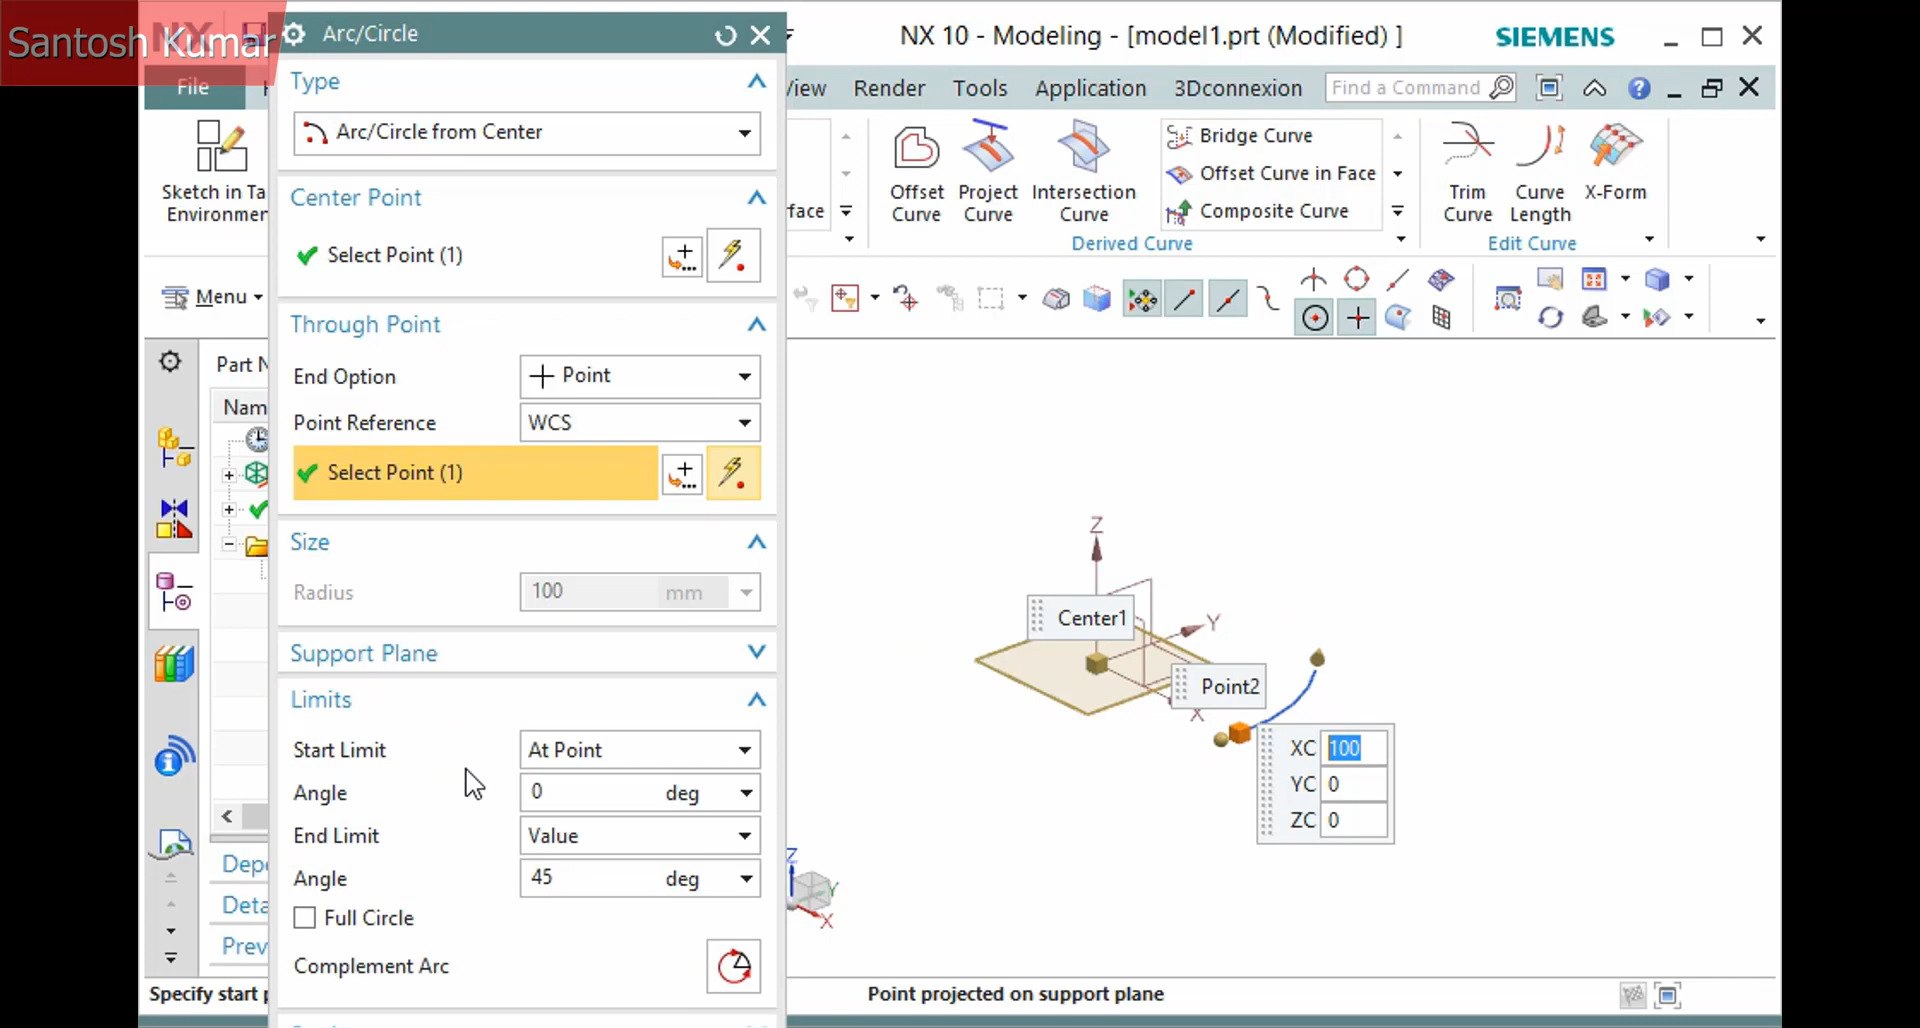 Santosh Kumar
NX
Arc/Circle
NX 10 - Modeling - [model1.prt (Modified) ]
SIEMENS
File
View
Render
Tools
Application
3Dconnexion
Find a Command
Type
Arc/Circle from Center
Center Point
Select Point (1)
Through Point
End Option
Point
Point Reference
WCS
Select Point (1)
Size
Radius
100
mm
Support Plane
Limits
Start Limit
At Point
Angle
0
deg
End Limit
Value
Angle
45
deg
Full Circle
Complement Arc
Sketch in Ta
Environmen
face
Offset
Curve
Project
Curve
Intersection
Curve
Bridge Curve
Offset Curve in Face
Composite Curve
Derived Curve
Trim
Curve
Curve
Length
X-Form
Edit Curve
Menu
Part N
Nam
Depe
Deta
Prev
Z
Center1
Y
Point2
X
XC 100
YC 0
ZC 0
Z
Y
X
Specify start p
Point projected on support plane